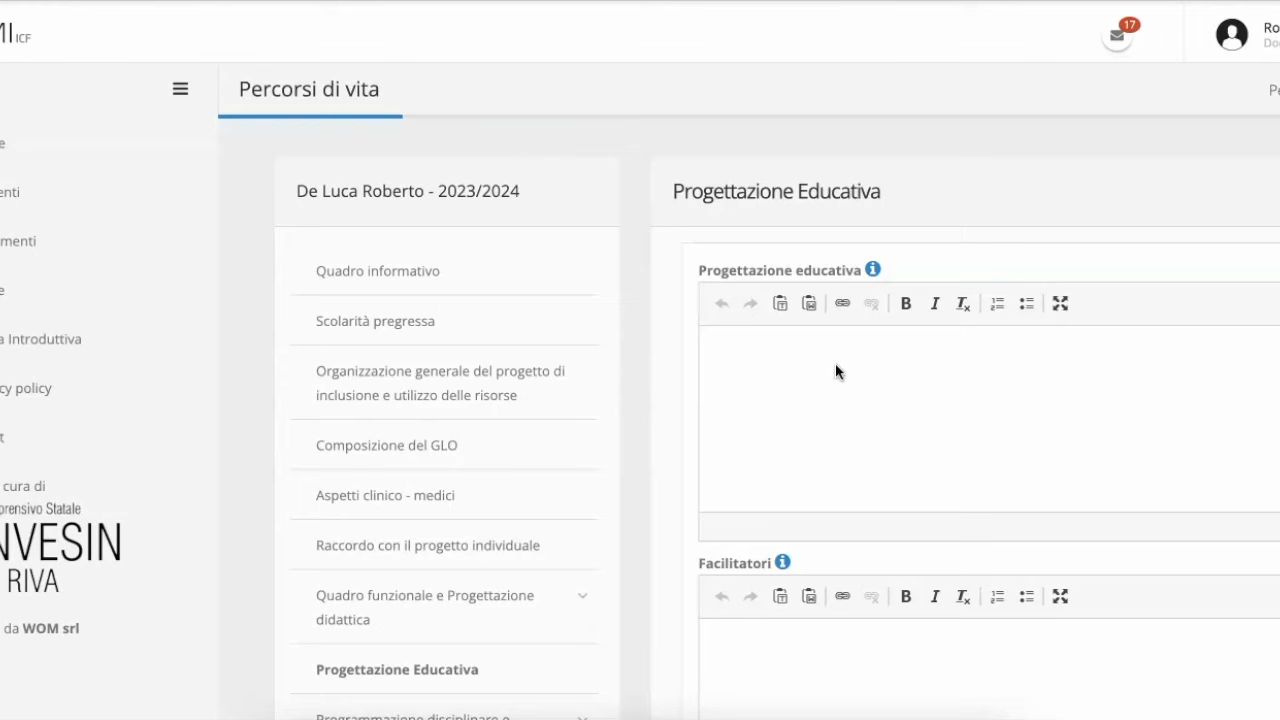 ICF
17
Ro
Percorsi di vita
De Luca Roberto - 2023/2024
Quadro informativo
Scolarità pregressa
Organizzazione generale del progetto di
inclusione e utilizzo delle risorse
Composizione del GLO
Aspetti clinico - medici
Raccordo con il progetto individuale
Quadro funzionale e Progettazione
didattica
Progettazione Educativa
Programmazione disciplinare e
Progettazione Educativa
Progettazione educativa
Facilitatori
enti
menti
a Introduttiva
cy policy
t
cura di
prensivo Statale
NVESIN
RIVA
da WOM srl